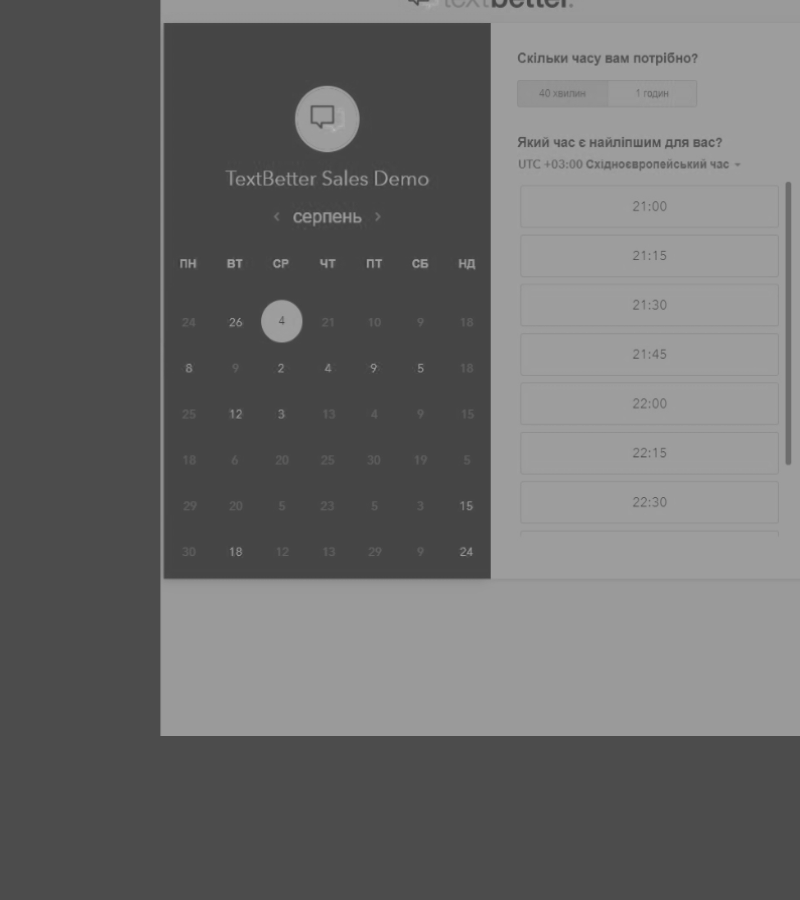 textbetter.
TextBetter Sales Demo
‹ серпень ›
ПН ВТ СР ЧТ ПТ СБ НД
24 26 4 21 10 9 18
8 9 2 4 9 5 18
25 12 3 13 4 9 15
18 6 20 25 30 19 5
29 20 5 23 5 3 15
30 18 12 13 29 9 24
Скільки часу вам потрібно?
40 хвилин 1 годин
Який час є найліпшим для вас?
UTC +03:00 Східноєвропейський час
21:00
21:15
21:30
21:45
22:00
22:15
22:30